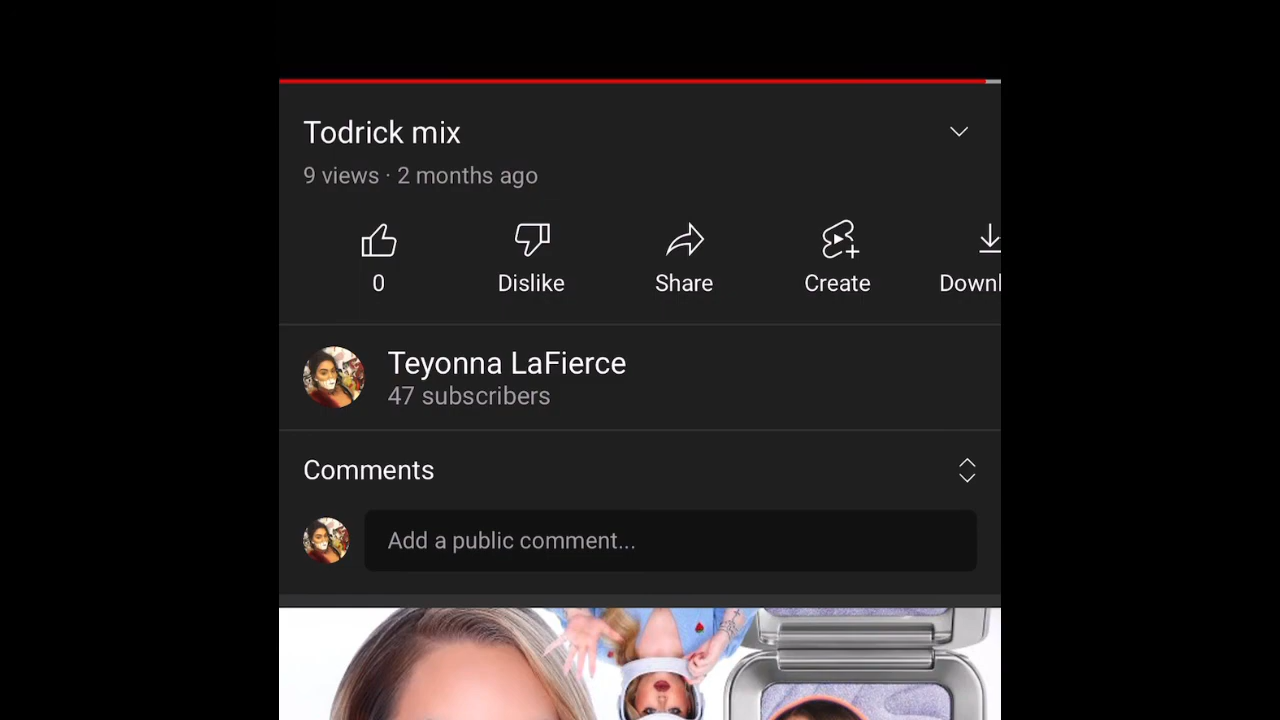 Todrick mix
9 views · 2 months ago
0
Dislike
Share
Create
Downl
Teyonna LaFierce
47 subscribers
Comments
Add a public comment...